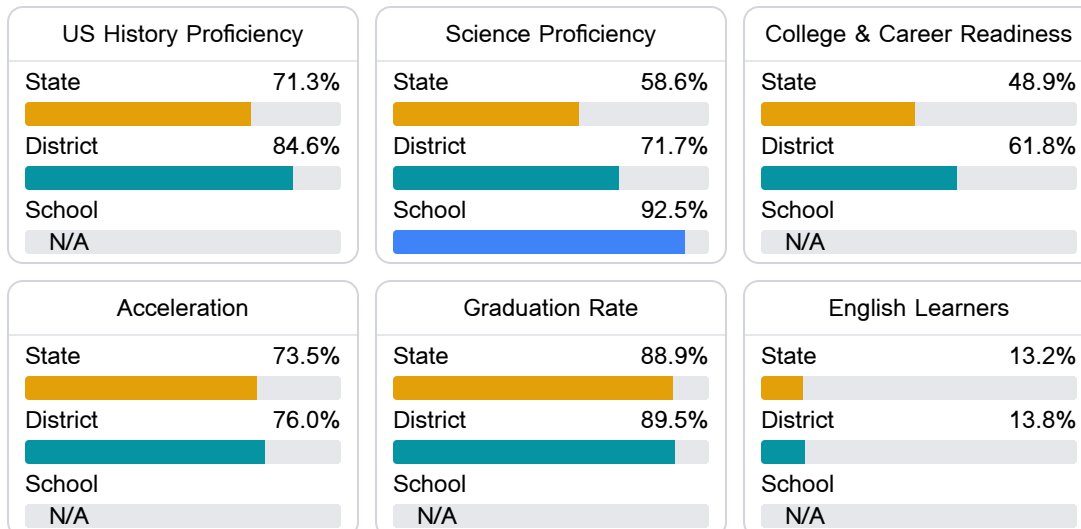 US History Proficiency
State 71.3%
District 84.6%
School
N/A
Science Proficiency
State 58.6%
District 71.7%
School 92.5%
College & Career Readiness
State 48.9%
District 61.8%
School
N/A
Acceleration
State 73.5%
District 76.0%
School
N/A
Graduation Rate
State 88.9%
District 89.5%
School
N/A
English Learners
State 13.2%
District 13.8%
School
N/A